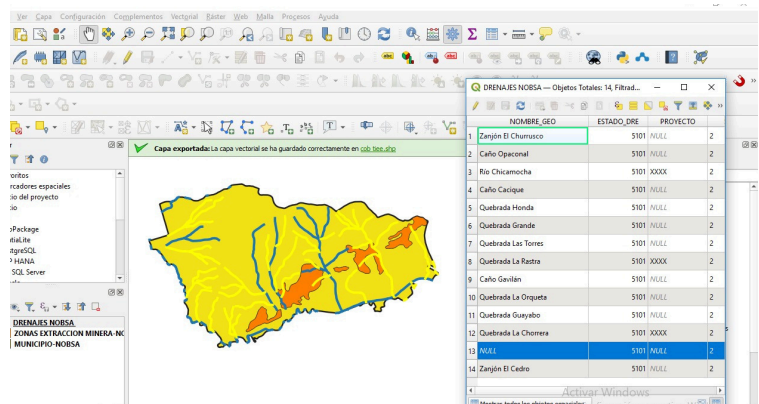 Ver Capa Configuración Complementos Vectorial Ráster Web Malla Procesos Ayuda
DRENAJES NOBSA — Objetos Totales: 14, Filtrad...
NOMBRE_GEO ESTADO_DRE PROYECTO
1 Zanjón El Churrusco 5101 NULL 2
2 Caño Opaconal 5101 NULL 2
3 Río Chicamocha 5101 XXXX 2
4 Caño Cacique 5101 NULL 2
5 Quebrada Honda 5101 NULL 2
6 Quebrada Grande 5101 NULL 2
7 Quebrada Las Torres 5101 NULL 2
8 Quebrada La Rastra 5101 XXXX 2
9 Caño Gavilán 5101 NULL 2
10 Quebrada La Orqueta 5101 NULL 2
11 Quebrada Guayabo 5101 NULL 2
12 Quebrada La Chorrera 5101 XXXX 2
13 NULL 5101 NULL 2
14 Zanjón El Cedro 5101 NULL 2
Capa exportada: La capa vectorial se ha guardado correctamente en cob tiee.shp
oritos
rcadores espaciales
io del proyecto
io
oPackage
atiaLite
stgreSQL
P HANA
SQL Server
DRENAJES NOBSA
ZONAS EXTRACCION MINERA-NO
MUNICIPIO-NOBSA
Activar Windows